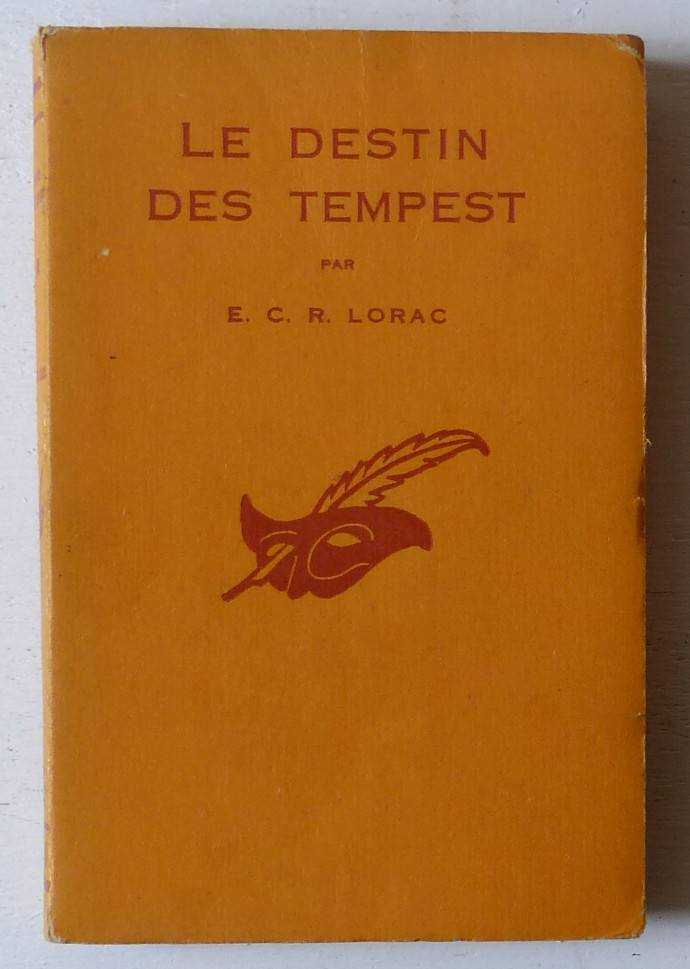 LE DESTIN
DES TEMPEST
PAR
E. C. R. LORAC